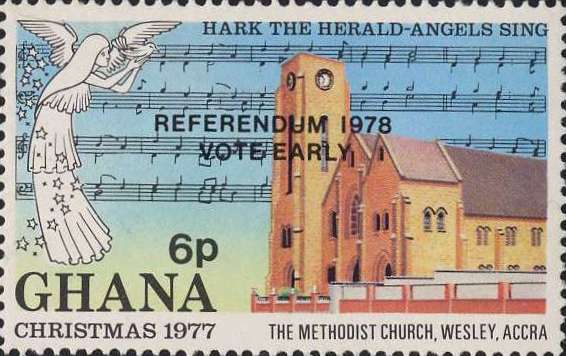 HARK THE HERALD-ANGELS SING
REFERENDUM 1978
VOTE EARLY
6p
GHANA
CHRISTMAS 1977
THE METHODIST CHURCH, WESLEY, ACCRA